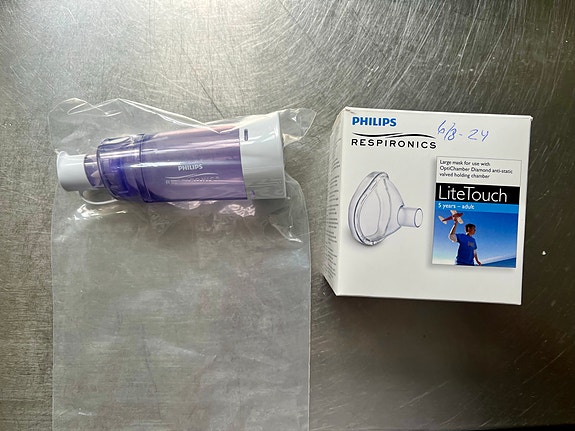 PHILIPS
RESPIRONICS
PHILIPS
RESPIRONICS
6/8-24
Large mask for use with
OptiChamber Diamond anti-static
valved holding chamber
LiteTouch
5 years – adult